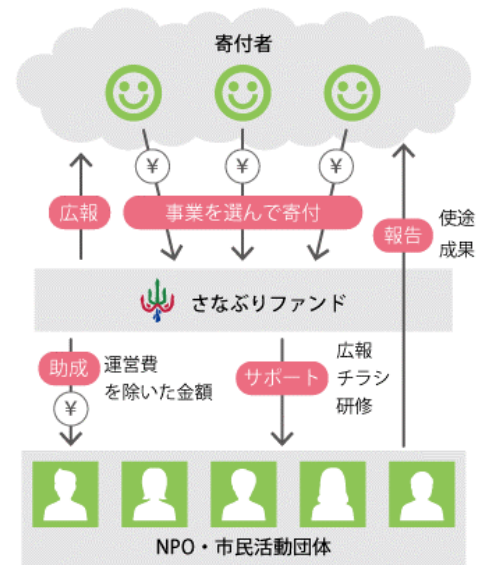 寄付者
¥ ¥ ¥
広報
事業を選んで寄付
報告
使途
成果
さなぶりファンド
助成
¥
運営費
を除いた金額
サポート
広報
チラシ
研修
NPO・市民活動団体